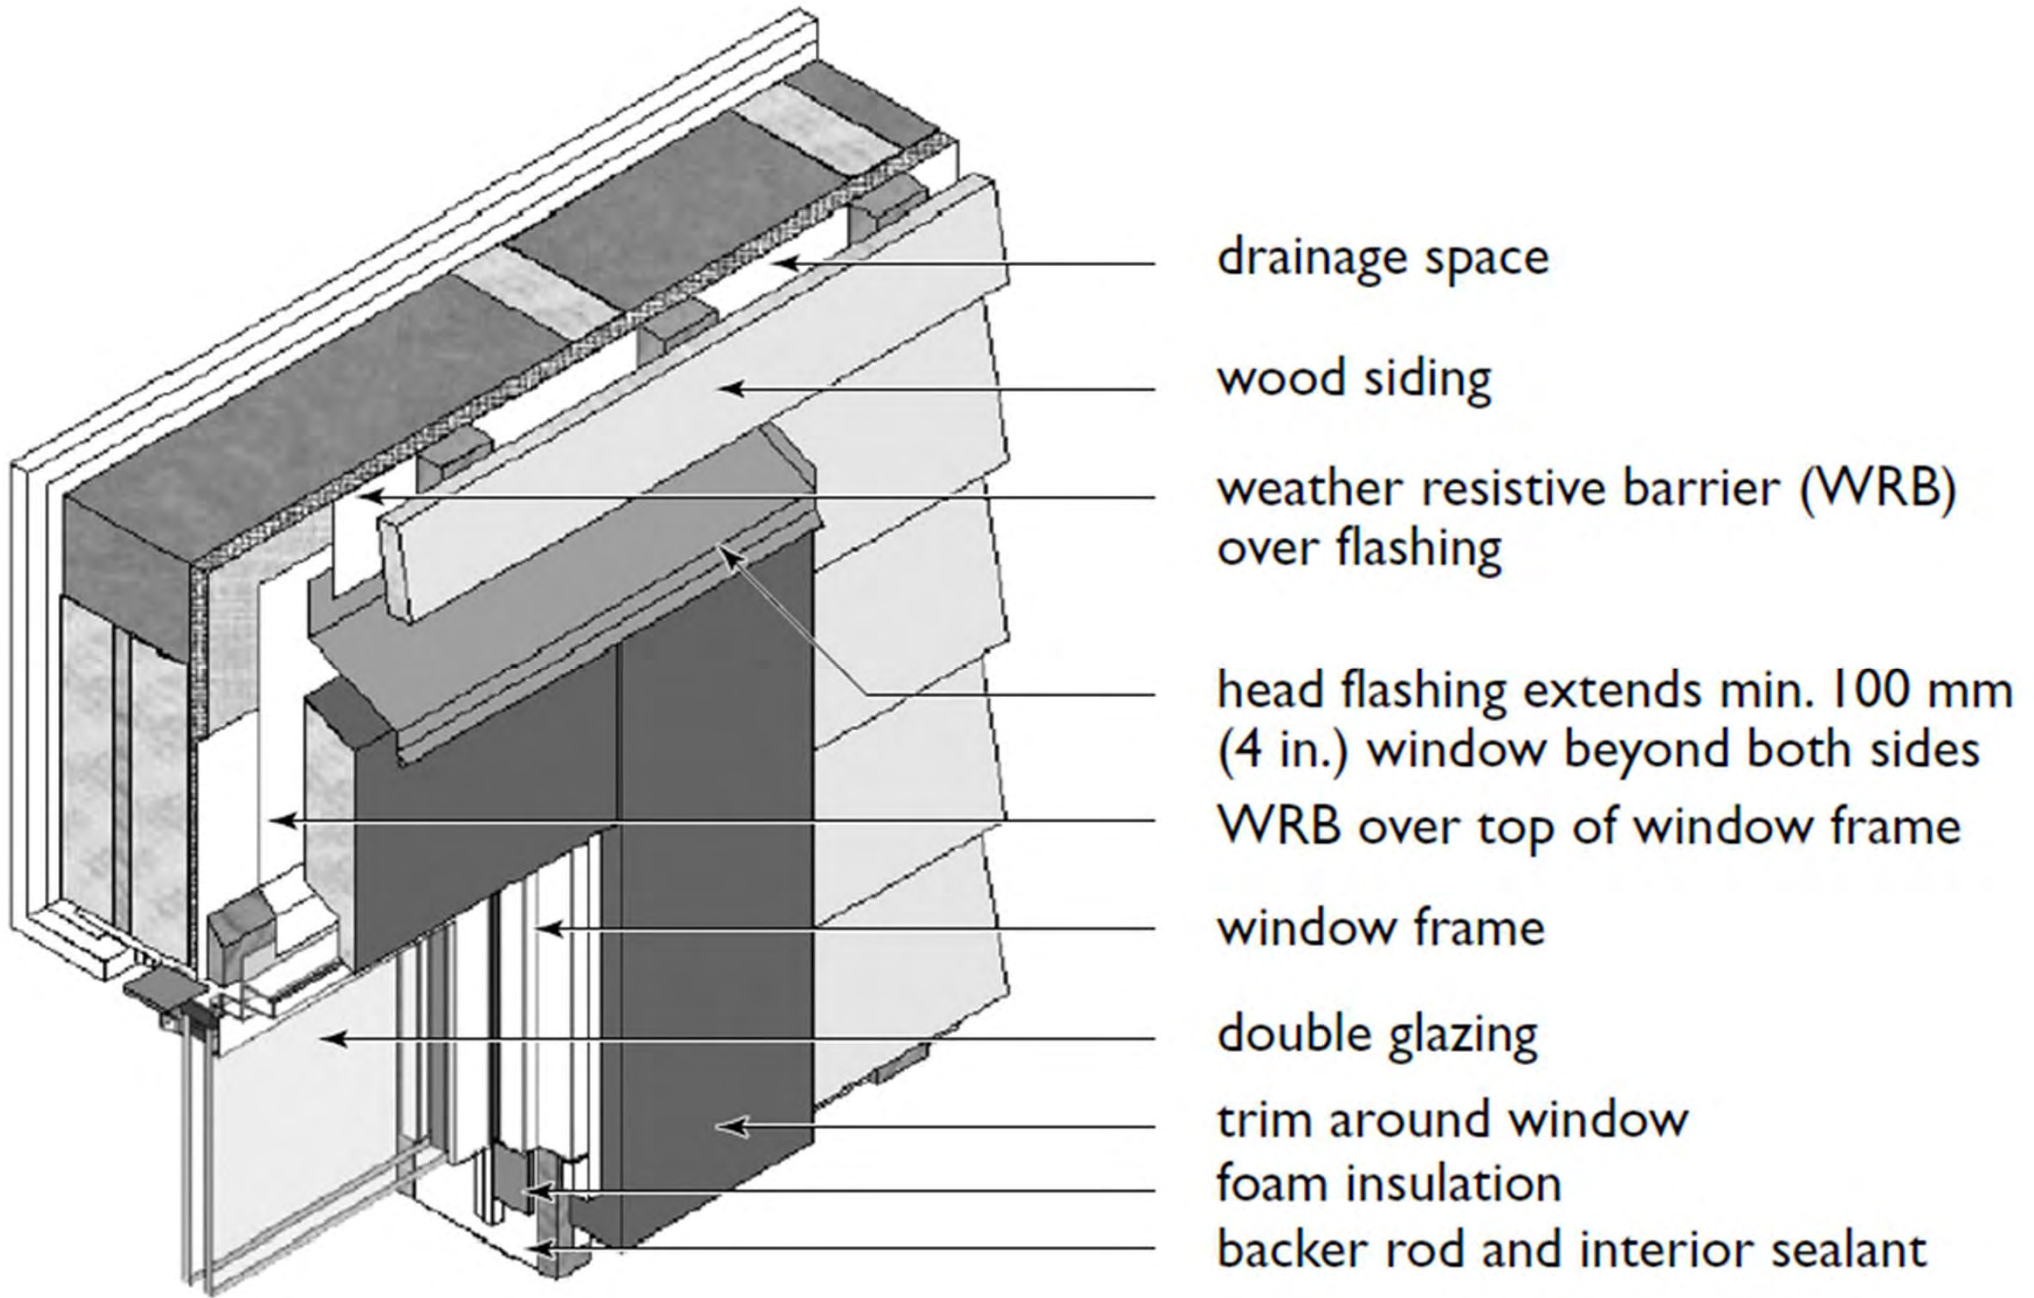 drainage space
wood siding
weather resistive barrier (WRB)
over flashing
head flashing extends min. 100 mm
(4 in.) window beyond both sides
WRB over top of window frame
window frame
double glazing
trim around window
foam insulation
backer rod and interior sealant